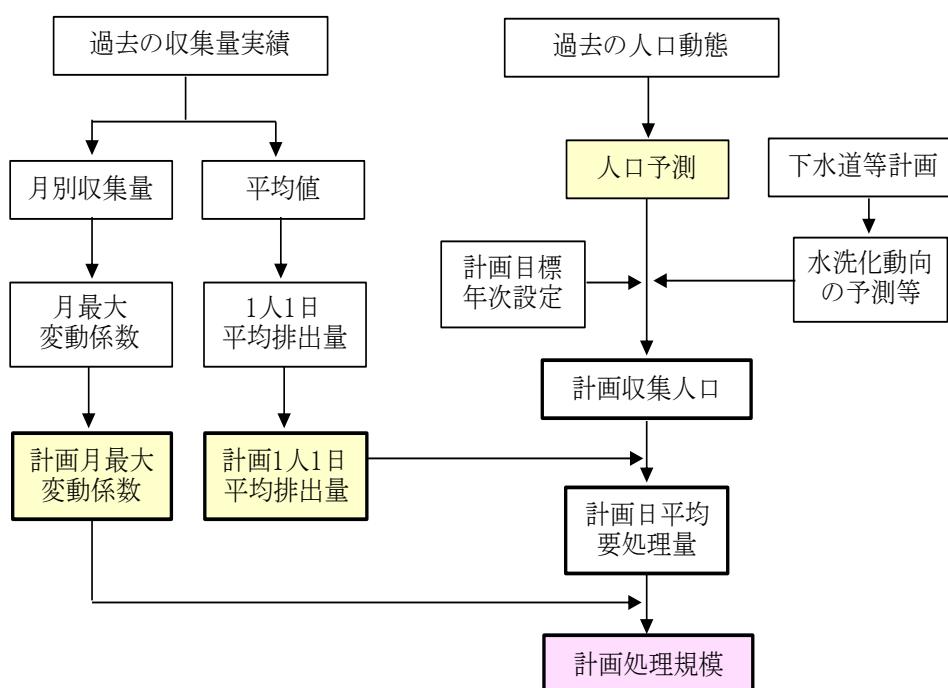 過去の収集量実績
過去の人口動態
月別収集量
平均値
人口予測
下水道等計画
計画目標
年次設定
水洗化動向
の予測等
月最大
変動係数
1人1日
平均排出量
計画収集人口
計画月最大
変動係数
計画1人1日
平均排出量
計画日平均
要処理量
計画処理規模